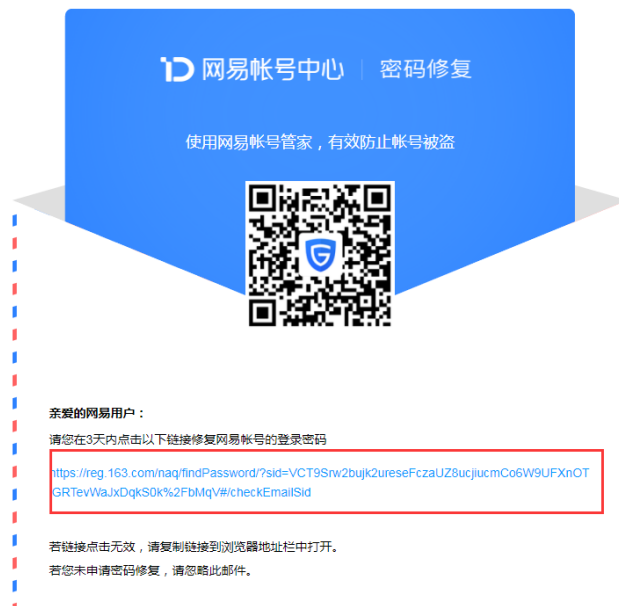 网易帐号中心 | 密码修复
使用网易帐号管家，有效防止帐号被盗
亲爱的网易用户：
请您在3天内点击以下链接修复网易帐号的登录密码
https://reg.163.com/naq/findPassword/?sid=VCT9Srw2bujk2ureseFczaUZ8ucjiucmCo6W9UFXnOT
GRTevWaJxDqkS0k%2FbMqV#/checkEmailSid
若链接点击无效，请复制链接到浏览器地址栏中打开。
若您未申请密码修复，请忽略此邮件。